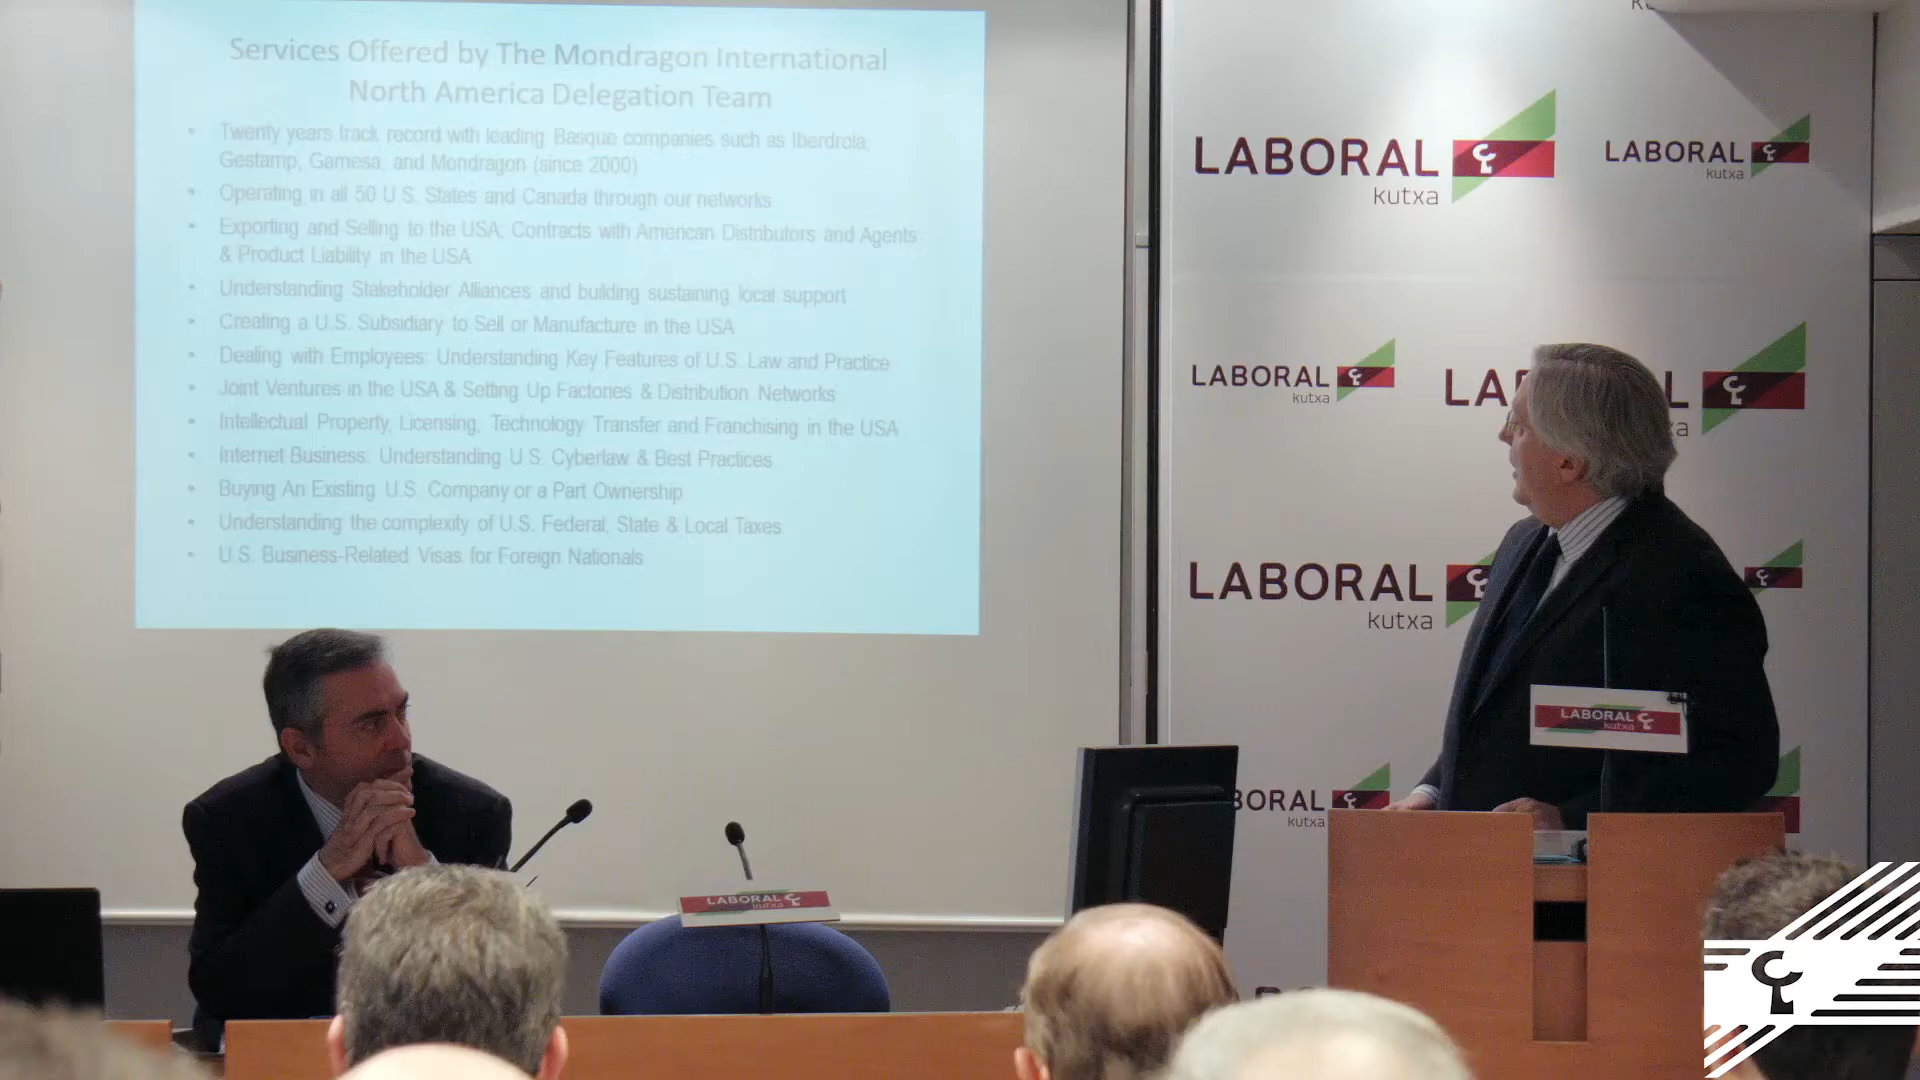 Services Offered by The Mondragon International
North America Delegation Team
• Twenty years track record with leading Basque companies such as Iberdrola,
Gestamp, Gamesa, and Mondragon (since 2000)
• Operating in all 50 U.S. States and Canada through our networks
• Exporting and Selling to the USA; Contracts with American Distributors and Agents
& Product Liability in the USA
• Understanding Stakeholder Alliances and building sustaining local support
• Creating a U.S. Subsidiary to Sell or Manufacture in the USA
• Dealing with Employees: Understanding Key Features of U.S. Law and Practice
• Joint Ventures in the USA & Setting Up Factories & Distribution Networks
• Intellectual Property, Licensing, Technology Transfer and Franchising in the USA
• Internet Business: Understanding U.S. Cyberlaw & Best Practices
• Buying An Existing U.S. Company or a Part Ownership
• Understanding the complexity of U.S. Federal, State & Local Taxes
• U.S. Business-Related Visas for Foreign Nationals
LABORAL
kutxa
LABORAL
kutxa
LABORAL
kutxa
LA L
xa
LABORAL
kutxa
BORAL
kutxa
LABORAL
kutxa
LABORAL
kutxa